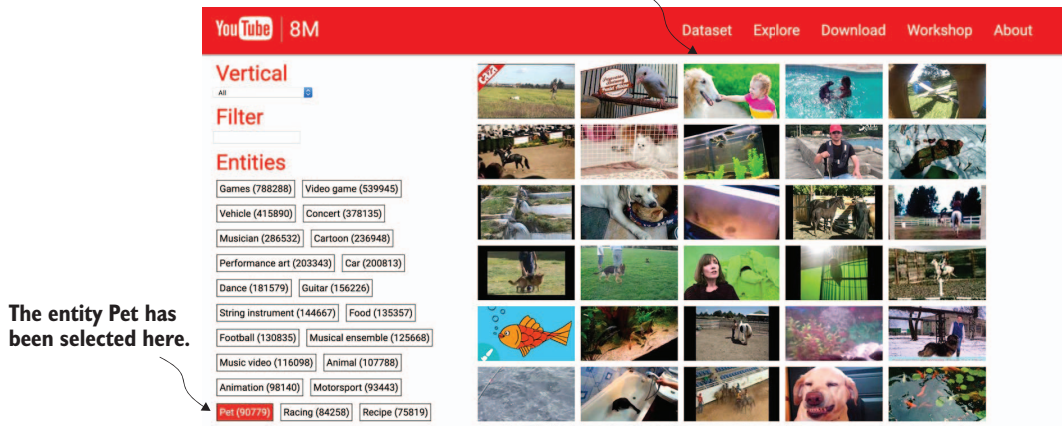 YouTube | 8M
Dataset Explore Download Workshop About
Vertical
All
Filter
Entities
Games (788288) Video game (539945)
Vehicle (415890) Concert (378135)
Musician (286532) Cartoon (236948)
Performance art (203343) Car (200813)
Dance (181579) Guitar (156226)
String instrument (144667) Food (135357)
Football (130835) Musical ensemble (125668)
Music video (116098) Animal (107788)
Animation (98140) Motorsport (93443)
Pet (90779) Racing (84258) Recipe (75819)
The entity Pet has
been selected here.